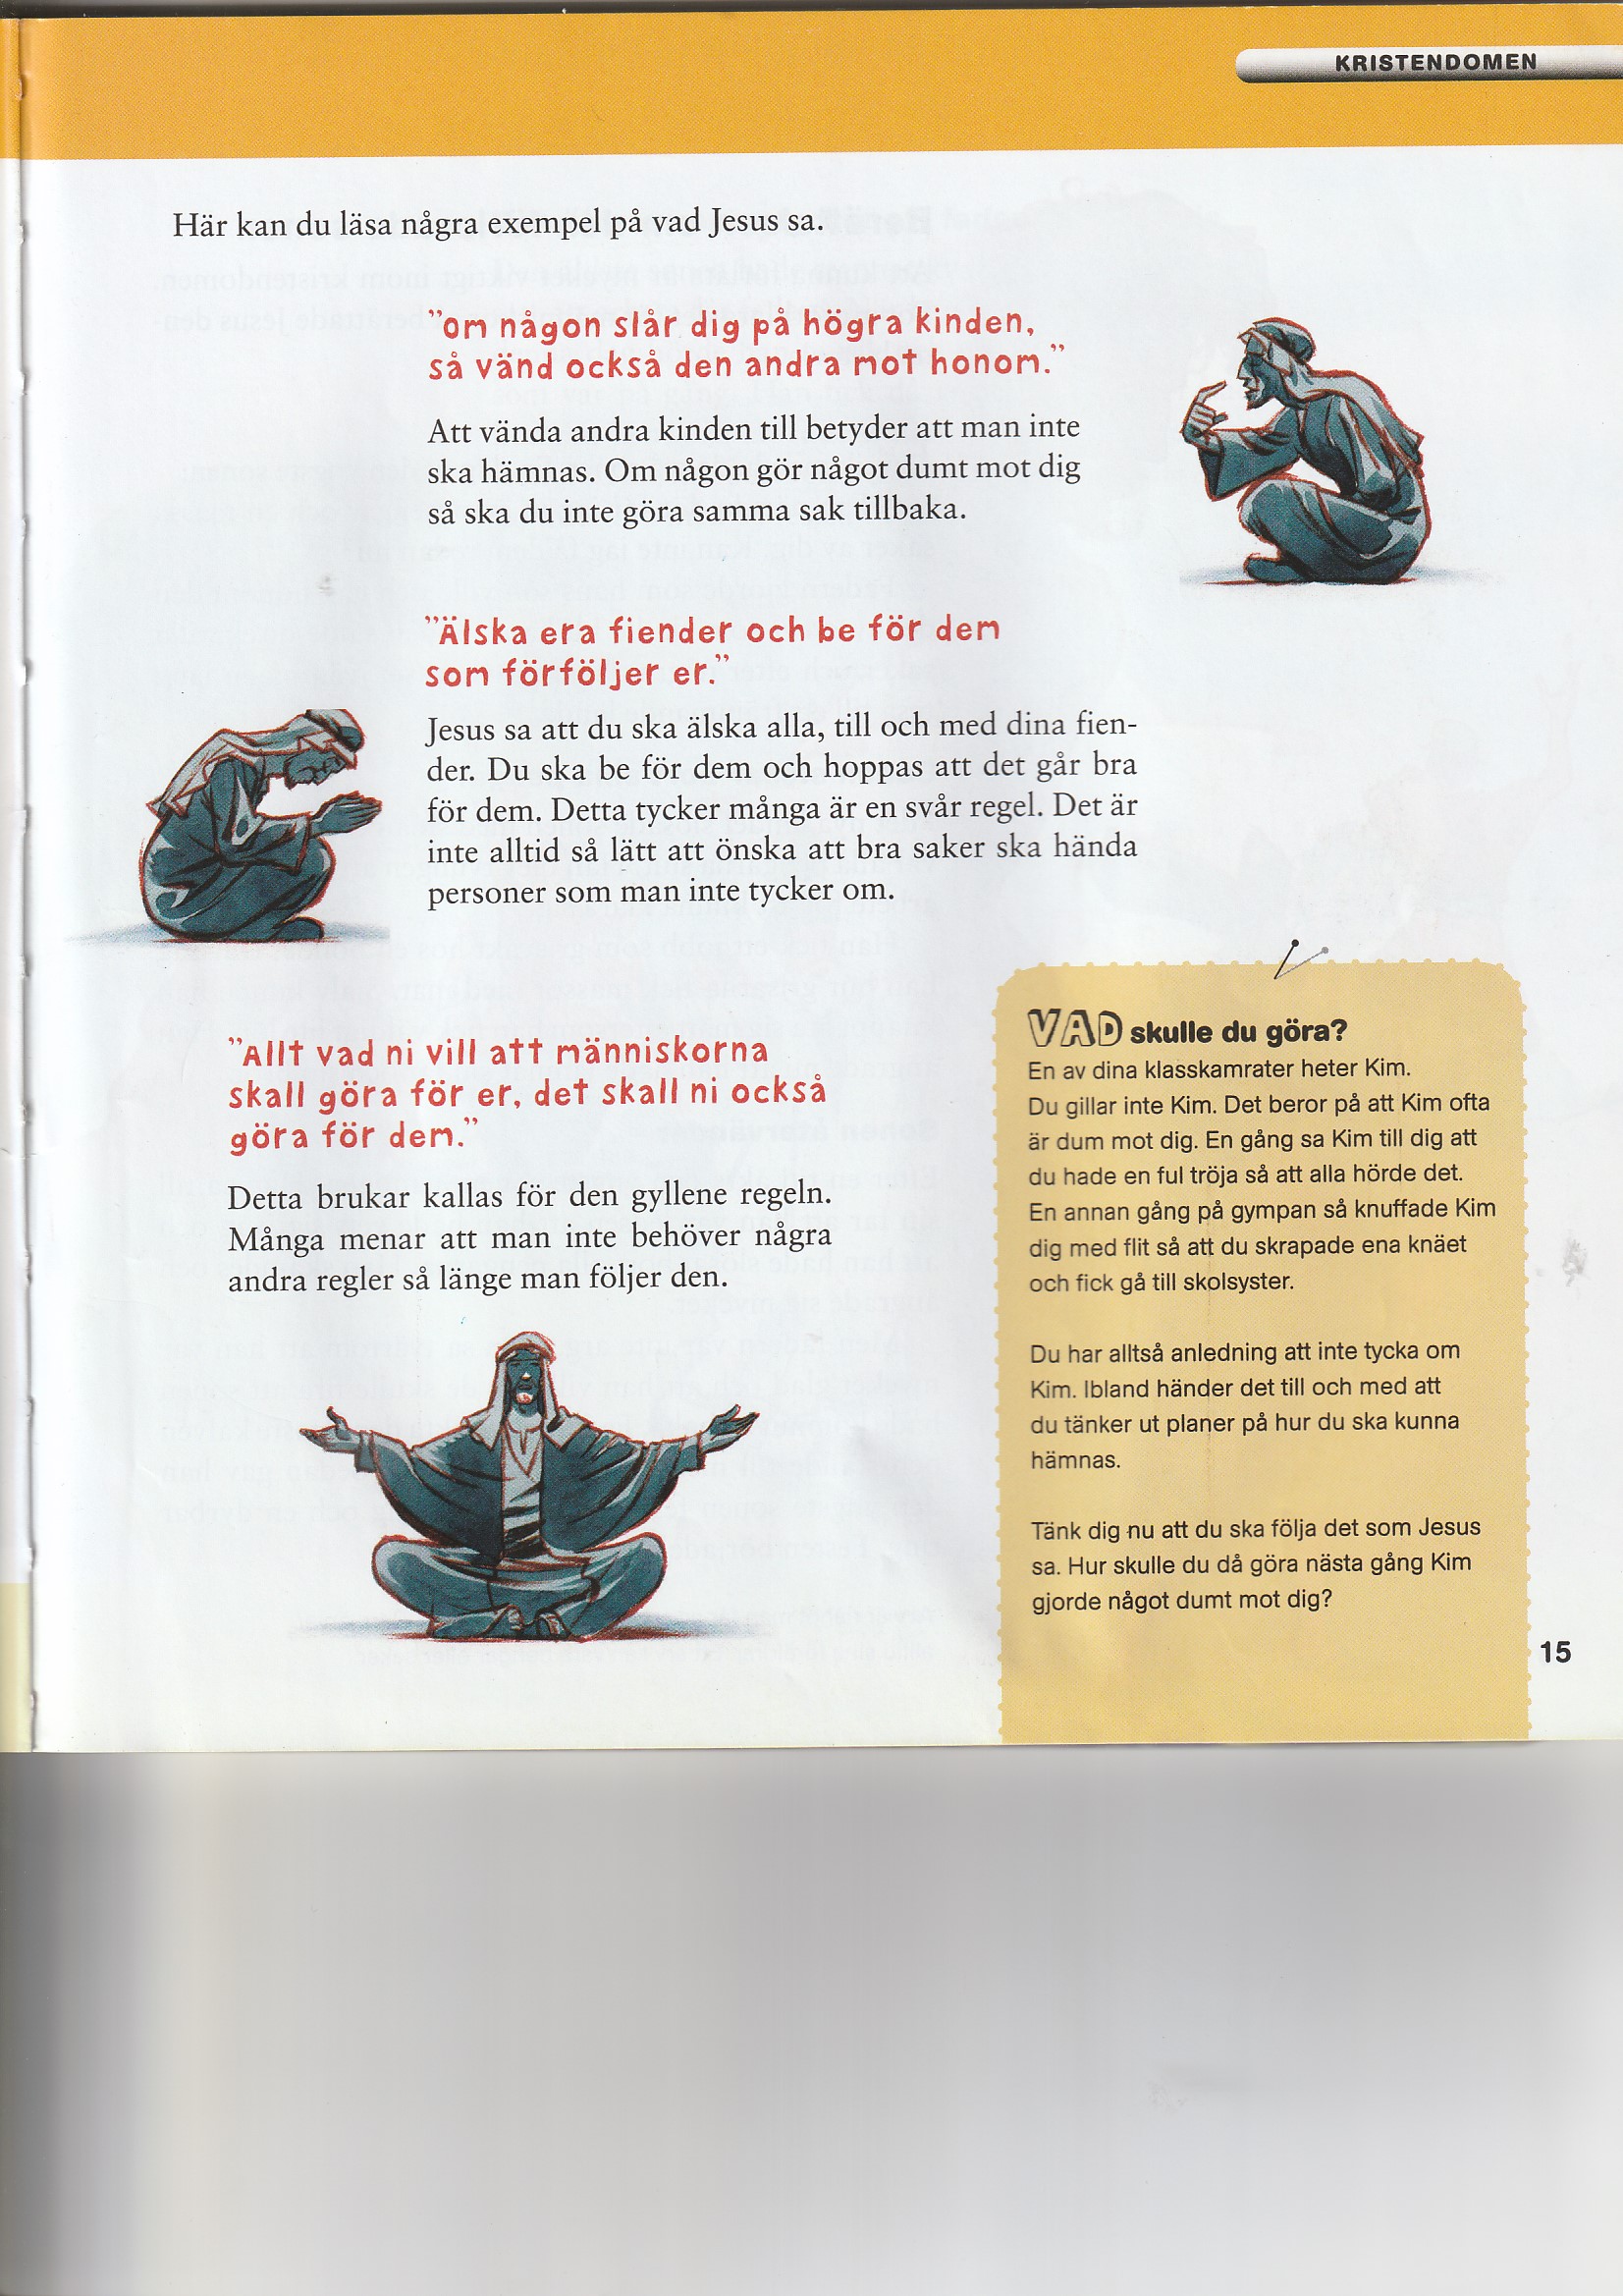 KRISTENDOMEN
Här kan du läsa några exempel på vad Jesus sa.
”Om någon slår dig på högra kinden,
så vänd också den andra mot honom.”
Att vända andra kinden till betyder att man inte
ska hämnas. Om någon gör något dumt mot dig
så ska du inte göra samma sak tillbaka.
”Älska era fiender och be för dem
som förföljer er.”
Jesus sa att du ska älska alla, till och med dina fien-
der. Du ska be för dem och hoppas att det går bra
för dem. Detta tycker många är en svår regel. Det är
inte alltid så lätt att önska att bra saker ska hända
personer som man inte tycker om.
”Allt vad ni vill att människorna
skall göra för er, det skall ni också
göra för dem.”
Detta brukar kallas för den gyllene regeln.
Många menar att man inte behöver några
andra regler så länge man följer den.
VAD skulle du göra?
En av dina klasskamrater heter Kim.
Du gillar inte Kim. Det beror på att Kim ofta
är dum mot dig. En gång sa Kim till dig att
du hade en ful tröja så att alla hörde det.
En annan gång på gympan så knuffade Kim
dig med flit så att du skrapade ena knäet
och fick gå till skolsyster.
Du har alltså anledning att inte tycka om
Kim. Ibland händer det till och med att
du tänker ut planer på hur du ska kunna
hämnas.
Tänk dig nu att du ska följa det som Jesus
sa. Hur skulle du då göra nästa gång Kim
gjorde något dumt mot dig?
15